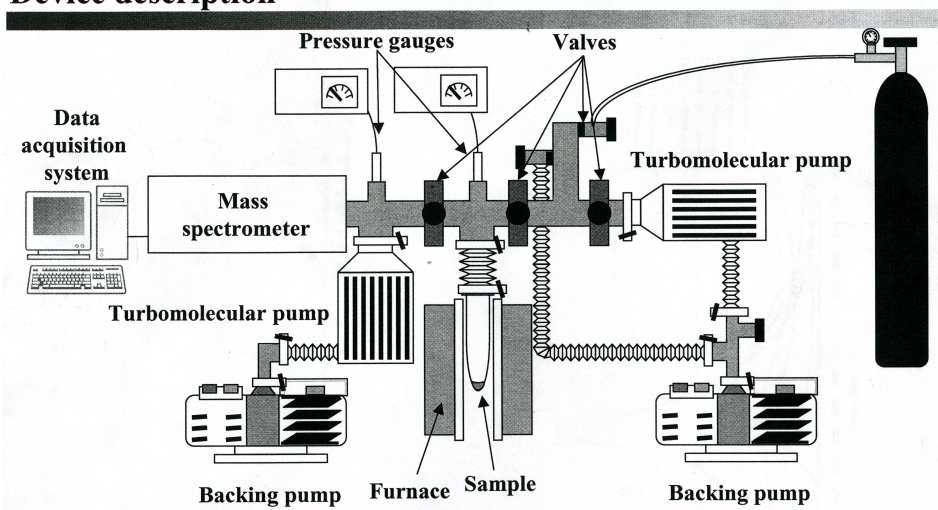 Device description
Pressure gauges
Valves
Data
acquisition
system
Turbomolecular pump
Mass
spectrometer
Turbomolecular pump
Backing pump
Furnace
Sample
Backing pump